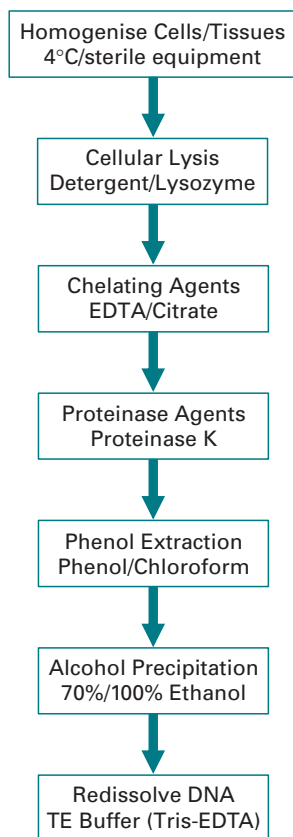 Homogenise Cells/Tissues
4°C/sterile equipment
Cellular Lysis
Detergent/Lysozyme
Chelating Agents
EDTA/Citrate
Proteinase Agents
Proteinase K
Phenol Extraction
Phenol/Chloroform
Alcohol Precipitation
70%/100% Ethanol
Redissolve DNA
TE Buffer (Tris-EDTA)